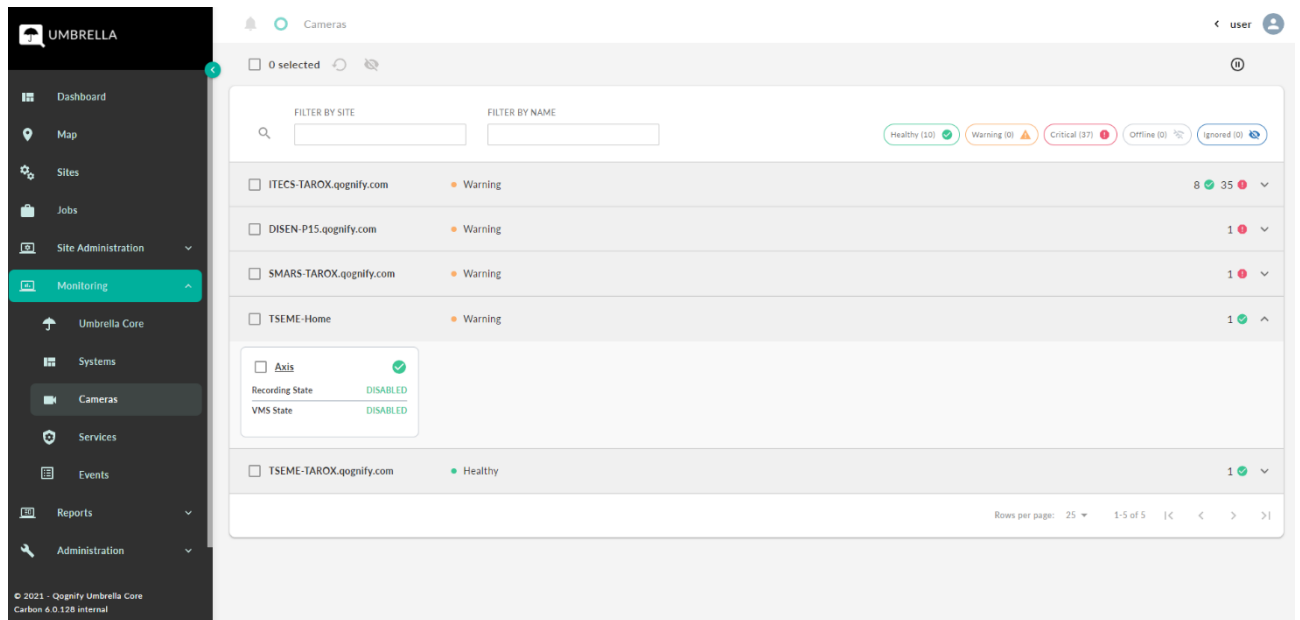 UMBRELLA
Cameras
user
0 selected
Dashboard
Map
Sites
Jobs
Site Administration
Monitoring
Umbrella Core
Systems
Cameras
Services
Events
Reports
Administration
© 2021 - Qognify Umbrella Core
Carbon 6.0.128 internal
FILTER BY SITE
FILTER BY NAME
Healthy (10)
Warning (0)
Critical (37)
Offline (0)
Ignored (0)
ITECS-TAROX.qognify.com Warning 8 35
DISEN-P15.qognify.com Warning 1
SMARS-TAROX.qognify.com Warning 1
TSEME-Home Warning 1
Axis
Recording State DISABLED
VMS State DISABLED
TSEME-TAROX.qognify.com Healthy 1
Rows per page: 25 1-5 of 5